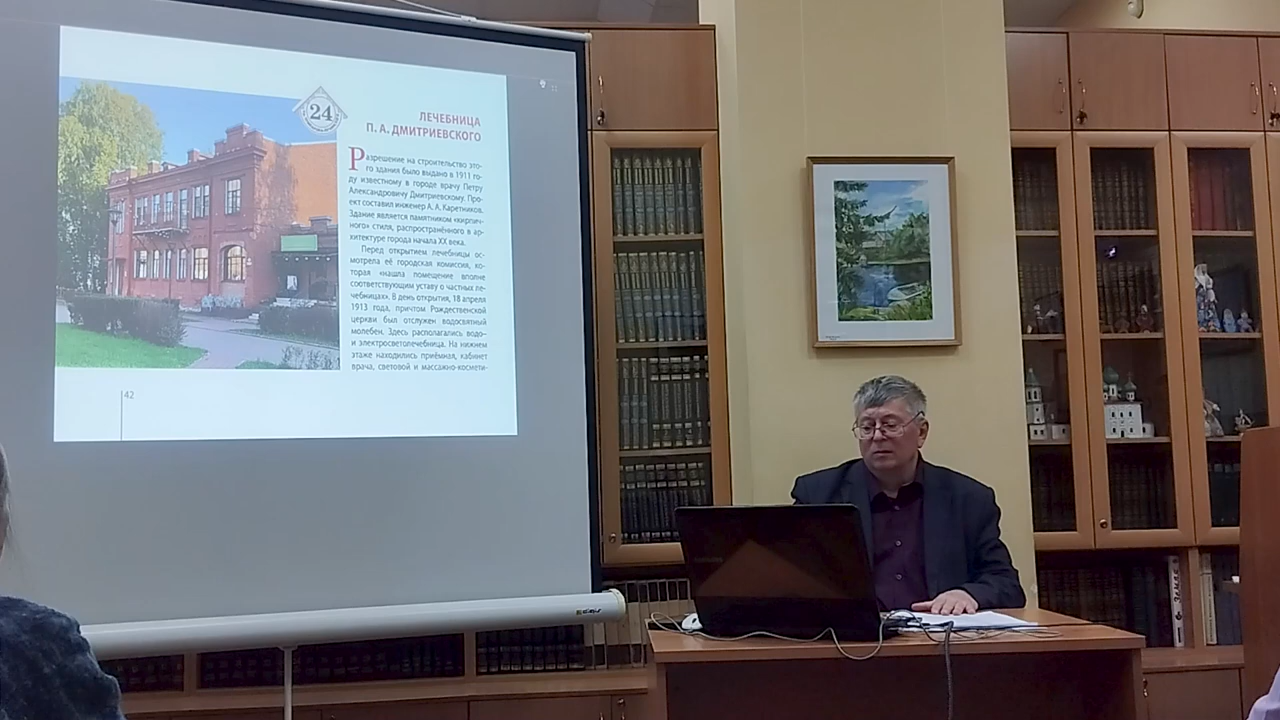 24
ЛЕЧЕБНИЦА
П. А. ДМИТРИЕВСКОГО
Разрешение на строительство это-
го здания было выдано в 1911 го-
ду известному в городе врачу Петру
Александровичу Дмитриевскому. Про-
ект составил инженер А. А. Каретников.
Здание является памятником «кирпич-
ного» стиля, распространённого в ар-
хитектуре города начала XX века.
Перед открытием лечебницы ос-
мотрела её городская комиссия, ко-
торая «нашла помещение вполне
соответствующим уставу о частных ле-
чебницах». В день открытия, 18 апреля
1913 года, причтом Рождественской
церкви был отслужен водосвятный
молебен. Здесь располагались водо-
и электросветолечебница. На нижнем
этаже находились приёмная, кабинет
врача, световой и массажно-космети-
42